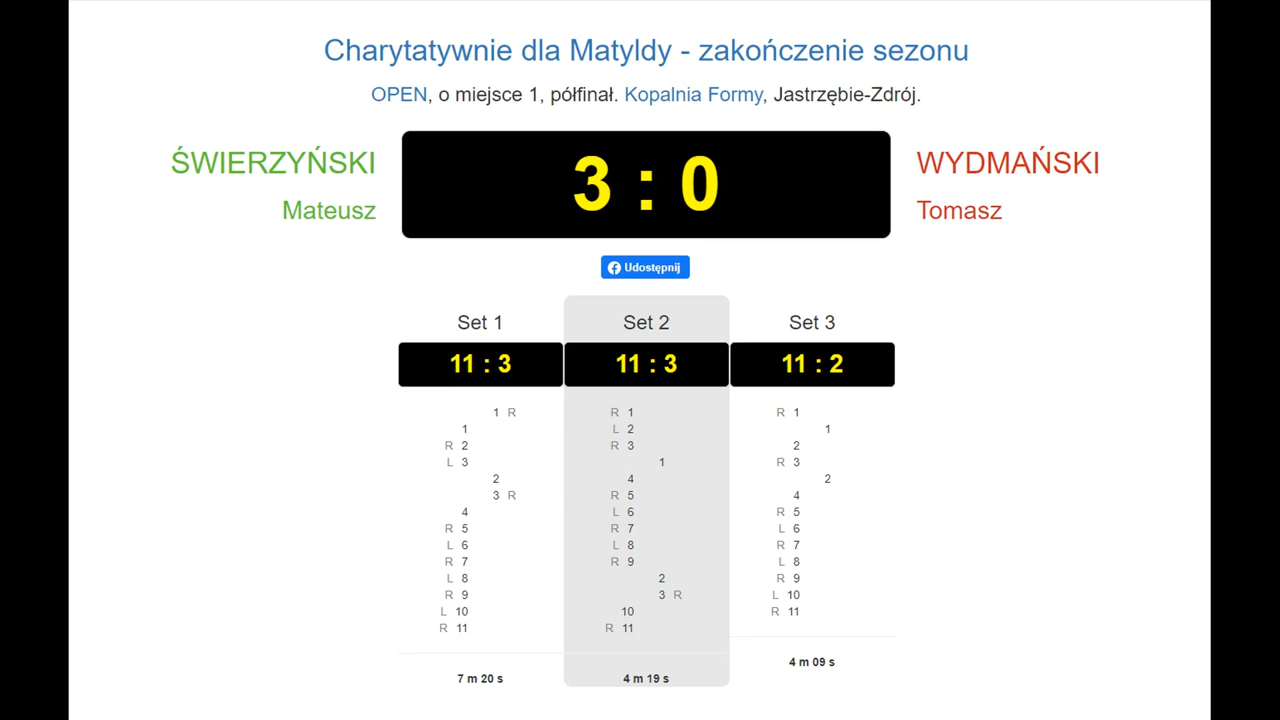 Charytatywnie dla Matyldy - zakończenie sezonu
OPEN, o miejsce 1, półfinał. Kopalnia Formy, Jastrzębie-Zdrój.
ŚWIERZYŃSKI
Mateusz
3 : 0
WYDMAŃSKI
Tomasz
Udostępnij
Set 1
11 : 3
1 R
1
R 2
L 3
2
3 R
4
R 5
L 6
R 7
L 8
R 9
L 10
R 11
7 m 20 s
Set 2
11 : 3
R 1
L 2
R 3
1
4
R 5
L 6
R 7
L 8
R 9
2
3 R
10
R 11
4 m 19 s
Set 3
11 : 2
R 1
1
2
R 3
2
4
R 5
L 6
R 7
L 8
R 9
L 10
R 11
4 m 09 s